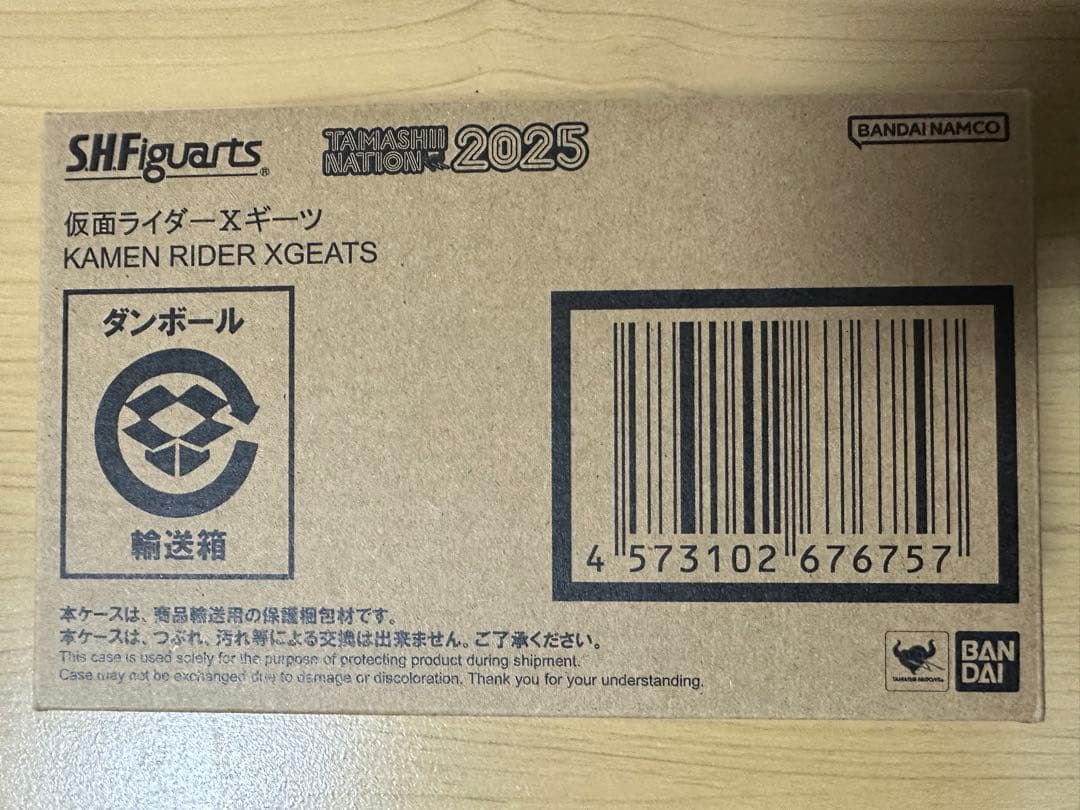 S.H.Figuarts®
TAMASHII NATION 2025
BANDAI NAMCO
仮面ライダーXギーツ
KAMEN RIDER XGEATS
ダンボール
輸送箱
4 573102 676757
本ケースは、商品輸送用の保護梱包材です。
本ケースは、つぶれ、汚れ等による交換は出来ません。ご了承ください。
This case is used solely for the purpose of protecting product during shipment.
Case may not be exchanged due to damage or discoloration. Thank you for your understanding.
TAMASHII NATIONS
BAN
DAI